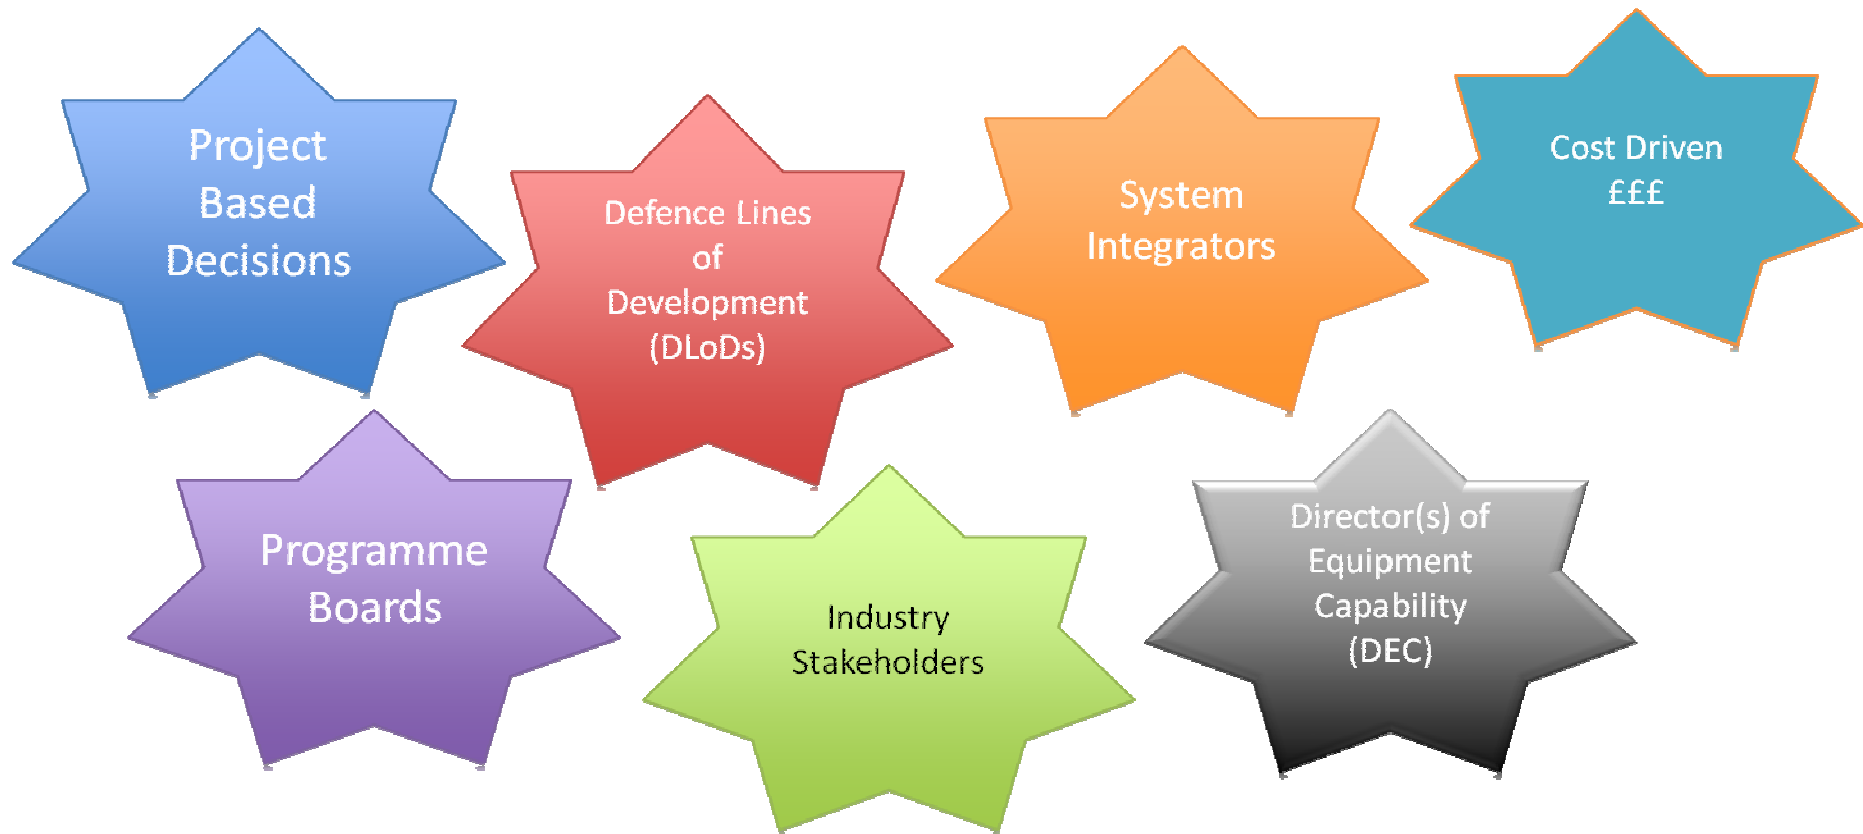 Project
Based
Decisions
Defence Lines
of
Development
(DLoDs)
System
Integrators
Cost Driven
£££
Programme
Boards
Industry
Stakeholders
Director(s) of
Equipment
Capability
(DEC)